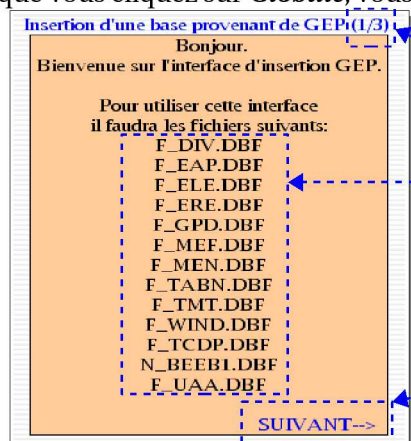 que vous cliquez sur Globale, vous
Insertion d'une base provenant de GEP:(1/3)
Bonjour.
Bienvenue sur l'interface d'insertion GEP.
Pour utiliser cette interface
il faudra les fichiers suivants:
F_DIV.DBF
F_EAP.DBF
F_ELE.DBF
F_ERE.DBF
F_GPD.DBF
F_MEF.DBF
F_MEN.DBF
F_TABN.DBF
F_TMT.DBF
F_WIND.DBF
F_TCDP.DBF
N_BEEB1.DBF
F_UAA.DBF
SUIVANT-->